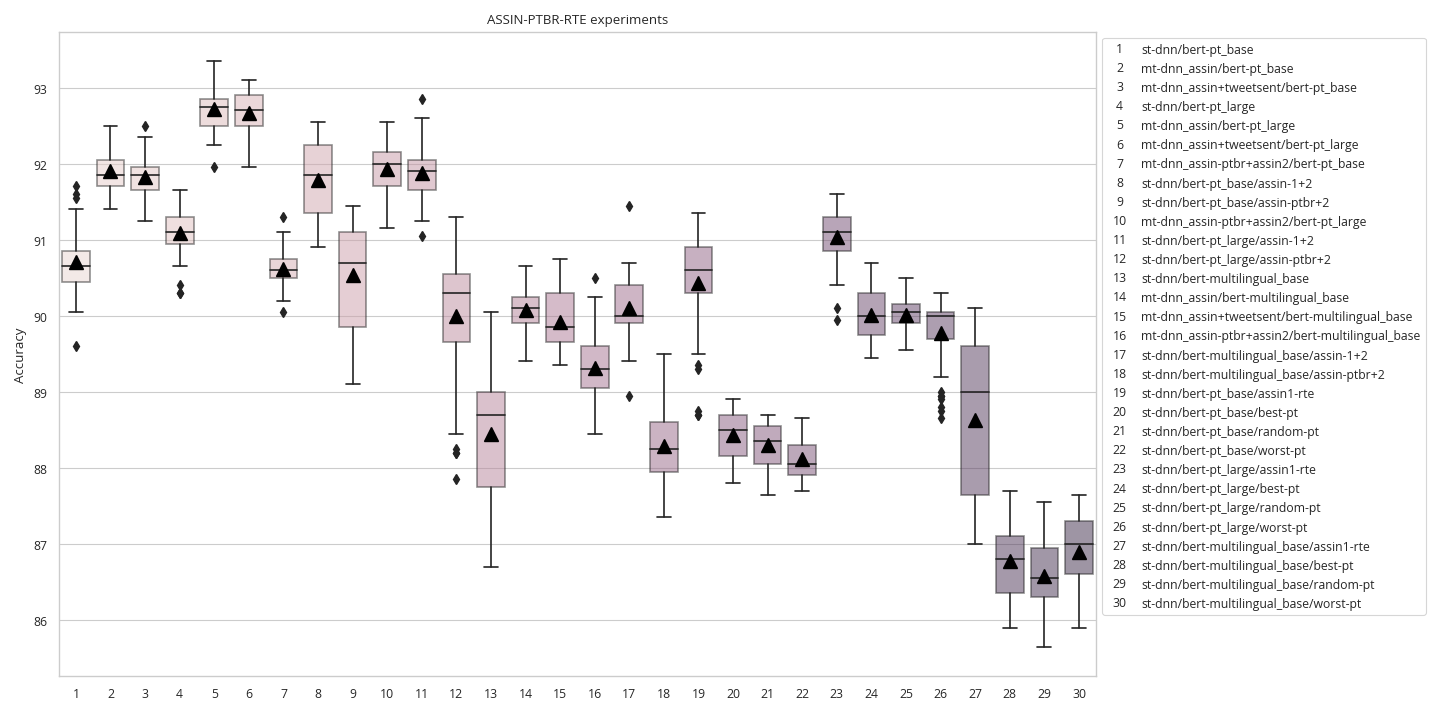 ASSIN-PTBR-RTE experiments
Accuracy
93
92
91
90
89
88
87
86
1 2 3 4 5 6 7 8 9 10 11 12 13 14 15 16 17 18 19 20 21 22 23 24 25 26 27 28 29 30
1 st-dnn/bert-pt_base
2 mt-dnn_assin/bert-pt_base
3 mt-dnn_assin+tweetsent/bert-pt_base
4 st-dnn/bert-pt_large
5 mt-dnn_assin/bert-pt_large
6 mt-dnn_assin+tweetsent/bert-pt_large
7 mt-dnn_assin-ptbr+assin2/bert-pt_base
8 st-dnn/bert-pt_base/assin-1+2
9 st-dnn/bert-pt_base/assin-ptbr+2
10 mt-dnn_assin-ptbr+assin2/bert-pt_large
11 st-dnn/bert-pt_large/assin-1+2
12 st-dnn/bert-pt_large/assin-ptbr+2
13 st-dnn/bert-multilingual_base
14 mt-dnn_assin/bert-multilingual_base
15 mt-dnn_assin+tweetsent/bert-multilingual_base
16 mt-dnn_assin-ptbr+assin2/bert-multilingual_base
17 st-dnn/bert-multilingual_base/assin-1+2
18 st-dnn/bert-multilingual_base/assin-ptbr+2
19 st-dnn/bert-pt_base/assin1-rte
20 st-dnn/bert-pt_base/best-pt
21 st-dnn/bert-pt_base/random-pt
22 st-dnn/bert-pt_base/worst-pt
23 st-dnn/bert-pt_large/assin1-rte
24 st-dnn/bert-pt_large/best-pt
25 st-dnn/bert-pt_large/random-pt
26 st-dnn/bert-pt_large/worst-pt
27 st-dnn/bert-multilingual_base/assin1-rte
28 st-dnn/bert-multilingual_base/best-pt
29 st-dnn/bert-multilingual_base/random-pt
30 st-dnn/bert-multilingual_base/worst-pt